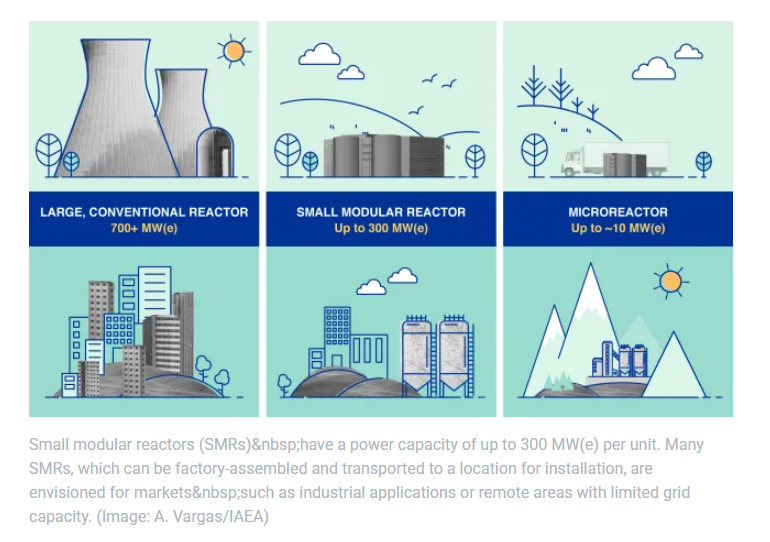 LARGE, CONVENTIONAL REACTOR
700+ MW(e)
SMALL MODULAR REACTOR
Up to 300 MW(e)
MICROREACTOR
Up to ~10 MW(e)
Small modular reactors (SMRs)&nbsp;have a power capacity of up to 300 MW(e) per unit. Many
SMRs, which can be factory-assembled and transported to a location for installation, are
envisioned for markets&nbsp;such as industrial applications or remote areas with limited grid
capacity. (Image: A. Vargas/IAEA)